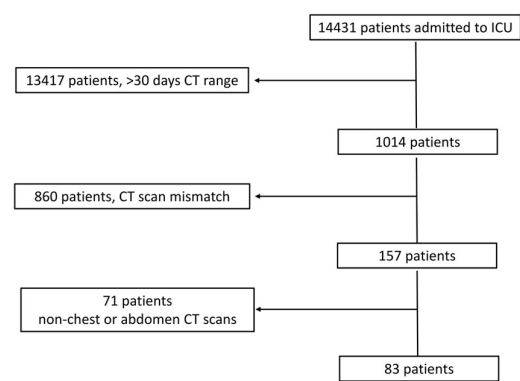 14431 patients admitted to ICU
13417 patients, >30 days CT range
1014 patients
860 patients, CT scan mismatch
157 patients
71 patients
non-chest or abdomen CT scans
83 patients